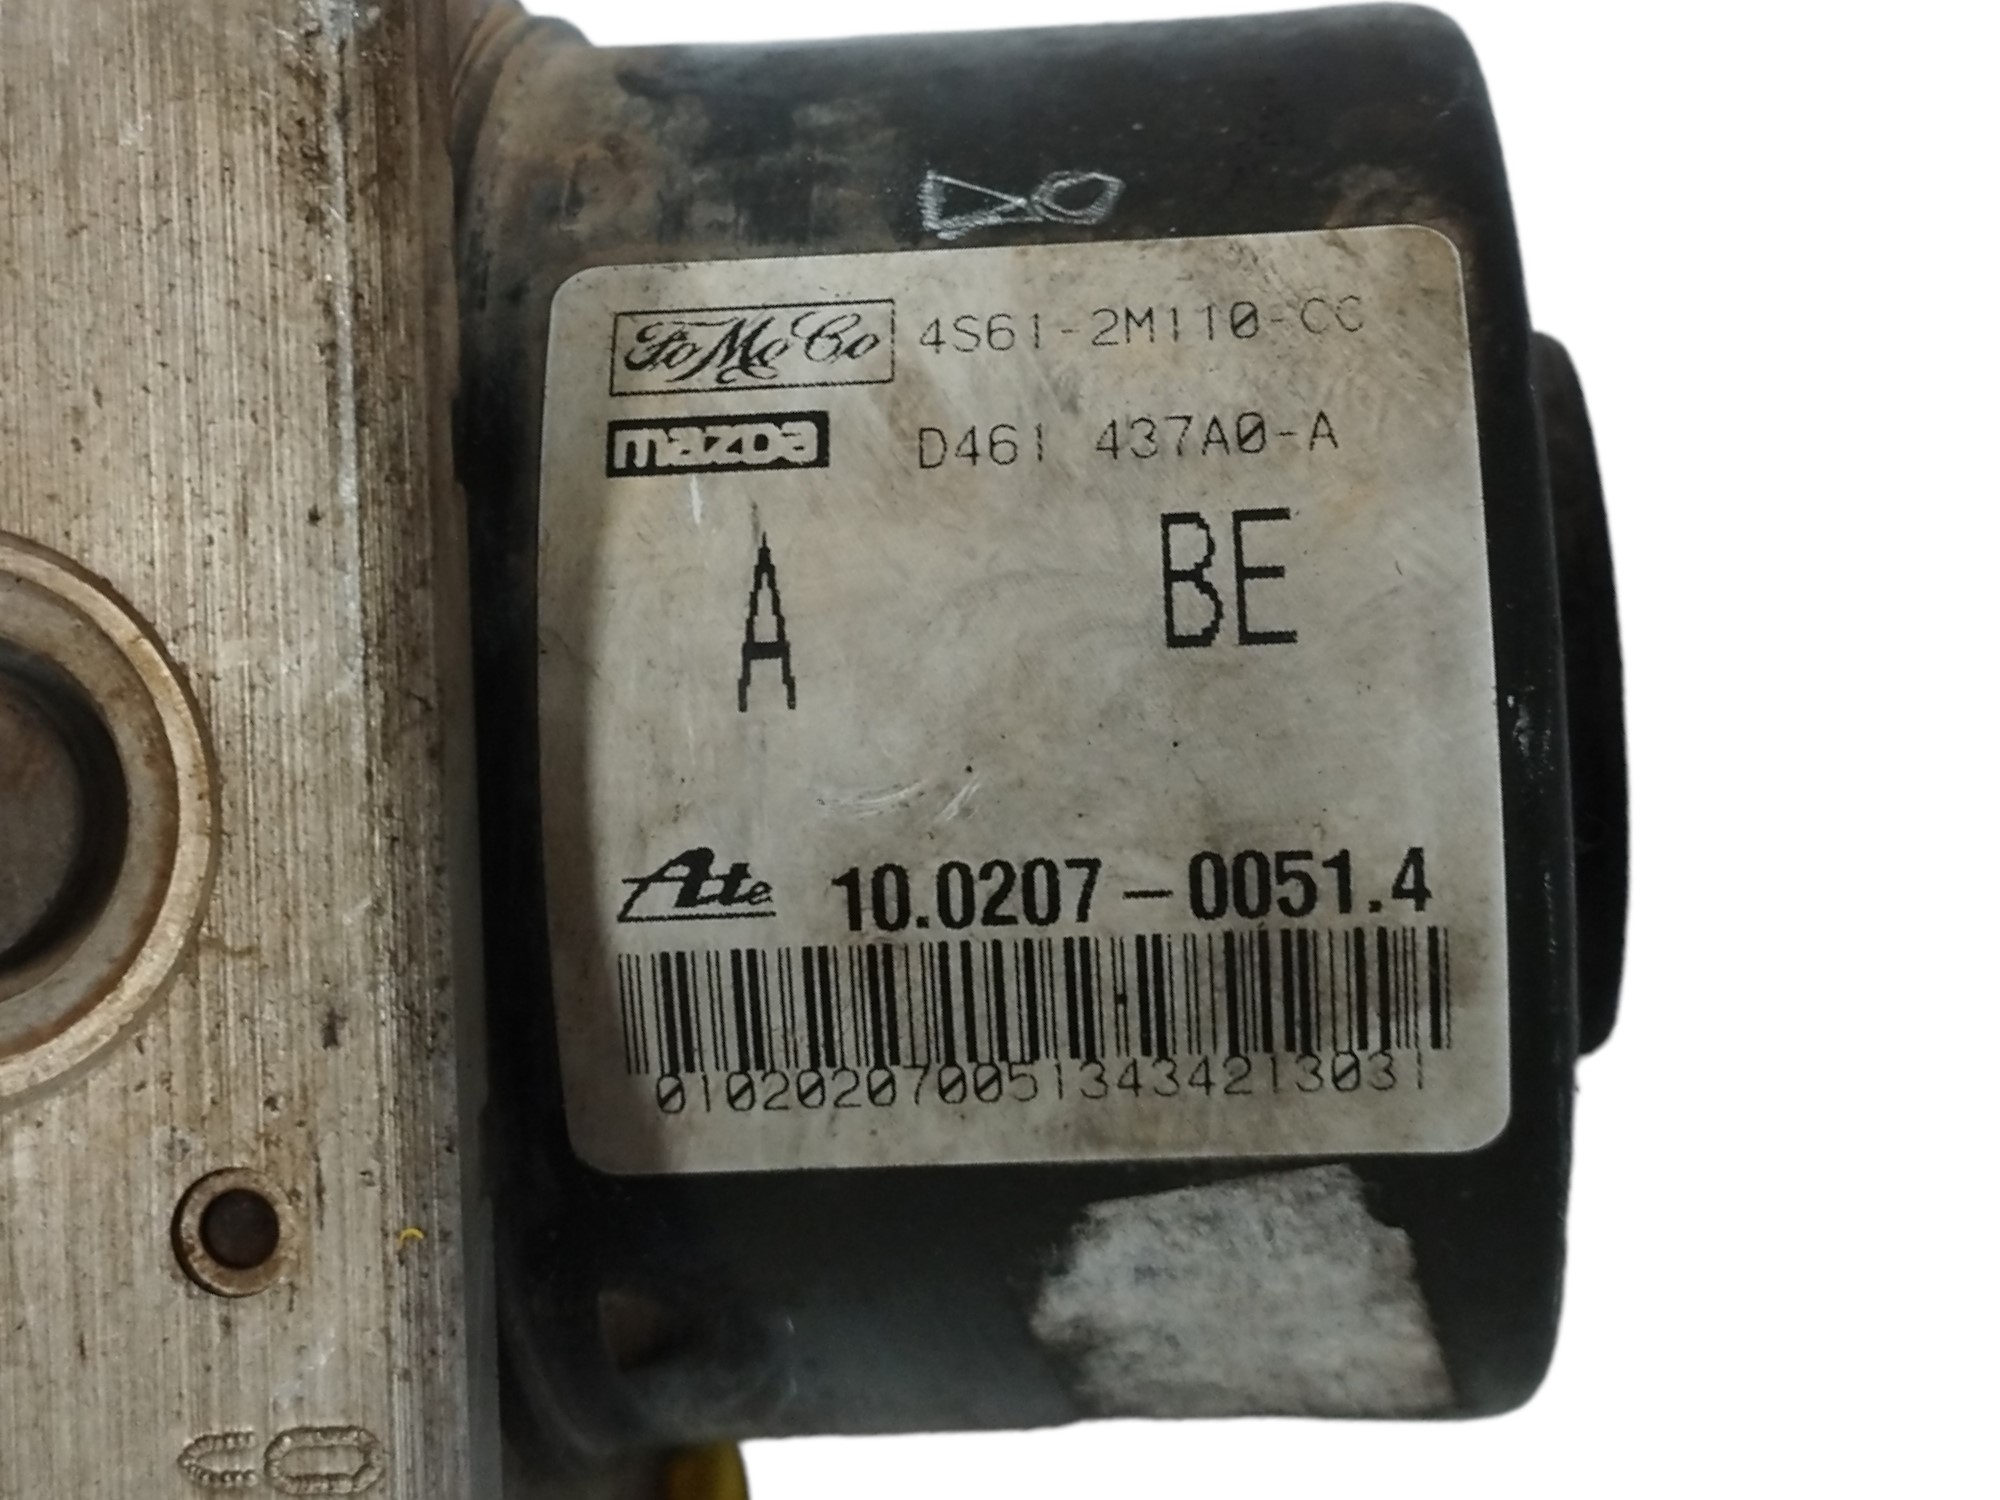 FoMoCo 4S61-2M110-CC
mazda D461 437A0-A
A BE
Ate 10.0207-0051.4
0102020700513434213031